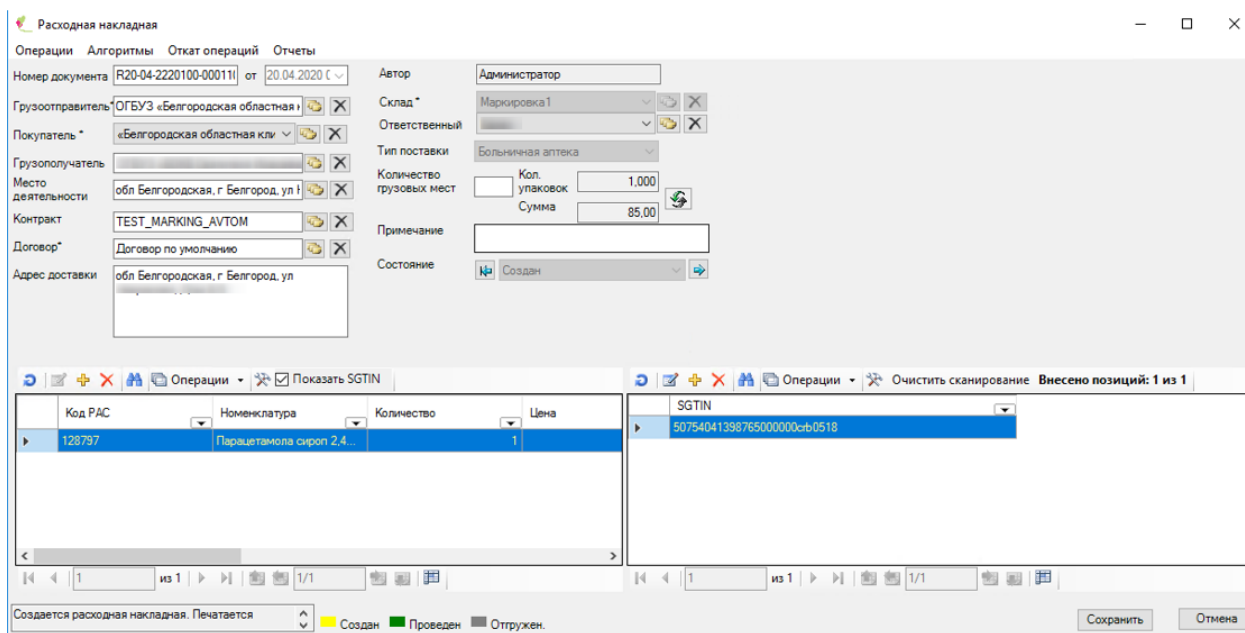 Расходная накладная
Операции Алгоритмы Откат операций Отчеты
Номер документа R20-04-2220100-00011( от 20.04.2020 (
Грузоотправитель* ОГБУЗ «Белгородская областная
Покупатель * «Белгородская областная кли
Грузополучатель
Место
деятельности обл Белгородская, г Белгород, ул
Контракт TEST_MARKING_AVTOM
Договор* Договор по умолчанию
Адрес доставки обл Белгородская, г Белгород, ул
Автор Администратор
Склад * Маркировка1
Ответственный
Тип поставки Больничная аптека
Количество
грузовых мест
Кол.
упаковок 1,000
Сумма 85,00
Примечание
Состояние Создан
Операции Показать SGTIN
Код РАС Номенклатура Количество Цена
128797 Парацетамола сироп 2,4... 1
1 из 1 1/1
Операции Очистить сканирование Внесено позиций: 1 из 1
SGTIN
50754041398765000000crb0518
1 из 1 1/1
Создается расходная накладная. Печатается
Создан Проведен Отгружен.
Сохранить Отмена